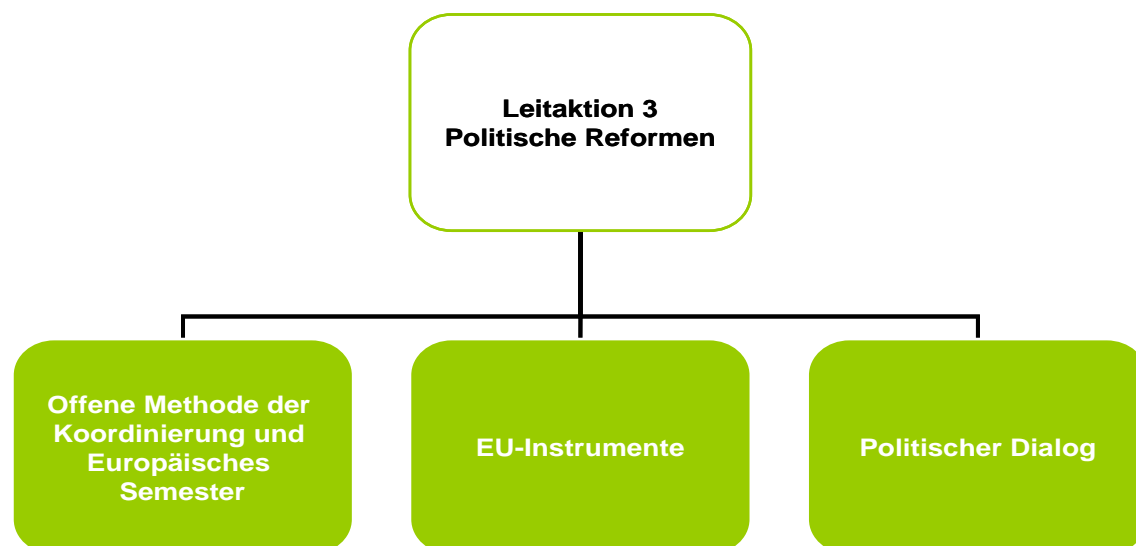 Leitaktion 3
Politische Reformen
Offene Methode der
Koordinierung und
Europäisches
Semester
EU-Instrumente
Politischer Dialog